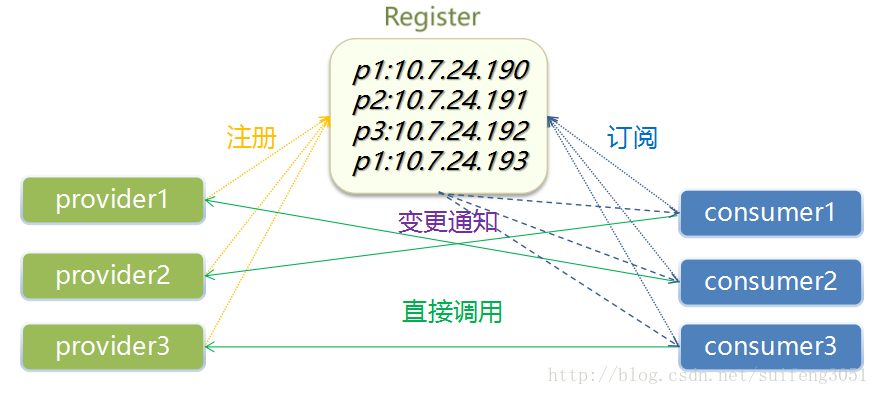 Register
p1:10.7.24.190
p2:10.7.24.191
p3:10.7.24.192
p1:10.7.24.193
注册
订阅
provider1
consumer1
变更通知
provider2
consumer2
直接调用
provider3
consumer3
http://blog.csdn.net/suifeng3051